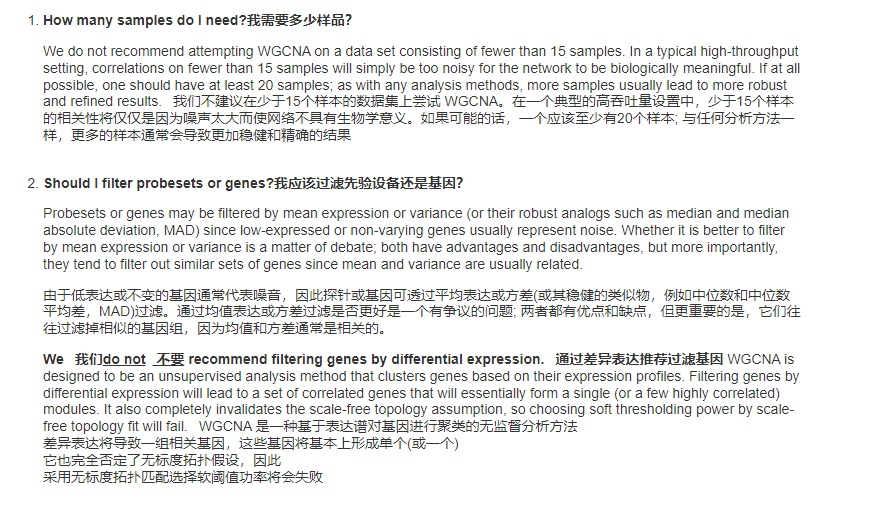 1. How many samples do I need?我需要多少样品?
We do not recommend attempting WGCNA on a data set consisting of fewer than 15 samples. In a typical high-throughput
setting, correlations on fewer than 15 samples will simply be too noisy for the network to be biologically meaningful. If at all
possible, one should have at least 20 samples; as with any analysis methods, more samples usually lead to more robust
and refined results. 我们不建议在少于15个样本的数据集上尝试 WGCNA。在一个典型的高吞吐量设置中，少于15个样本
的相关性将仅仅是因为噪声太大而使网络不具有生物学意义。如果可能的话，一个应该至少有20个样本; 与任何分析方法一
样，更多的样本通常会导致更加稳健和精确的结果
2. Should I filter probesets or genes?我应该过滤先验设备还是基因?
Probesets or genes may be filtered by mean expression or variance (or their robust analogs such as median and median
absolute deviation, MAD) since low-expressed or non-varying genes usually represent noise. Whether it is better to filter
by mean expression or variance is a matter of debate; both have advantages and disadvantages, but more importantly,
they tend to filter out similar sets of genes since mean and variance are usually related.
由于低表达或不变的基因通常代表噪音，因此探针或基因可透过平均表达或方差(或其稳健的类似物，例如中位数和中位数
平均差，MAD)过滤。通过均值表达或方差过滤是否更好是一个有争议的问题; 两者都有优点和缺点，但更重要的是，它们往
往过滤掉相似的基因组，因为均值和方差通常是相关的。
We 我们do not 不要 recommend filtering genes by differential expression. 通过差异表达推荐过滤基因 WGCNA is
designed to be an unsupervised analysis method that clusters genes based on their expression profiles. Filtering genes by
differential expression will lead to a set of correlated genes that will essentially form a single (or a few highly correlated)
modules. It also completely invalidates the scale-free topology assumption, so choosing soft thresholding power by scale-
free topology fit will fail. WGCNA 是一种基于表达谱对基因进行聚类的无监督分析方法
差异表达将导致一组相关基因，这些基因将基本上形成单个(或一个)
它也完全否定了无标度拓扑假设，因此
采用无标度拓扑匹配选择软阈值功率将会失败